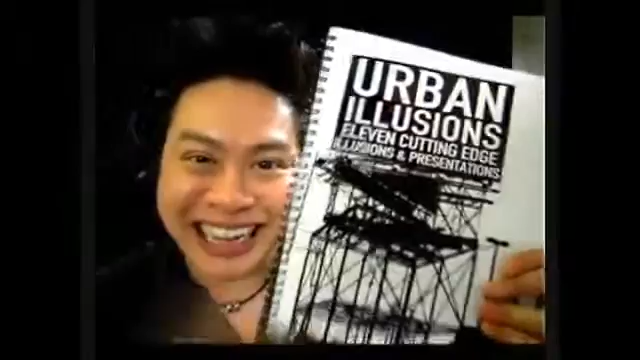 URBAN
ILLUSIONS
ELEVEN CUTTING EDGE
ILLUSIONS & PRESENTATIONS